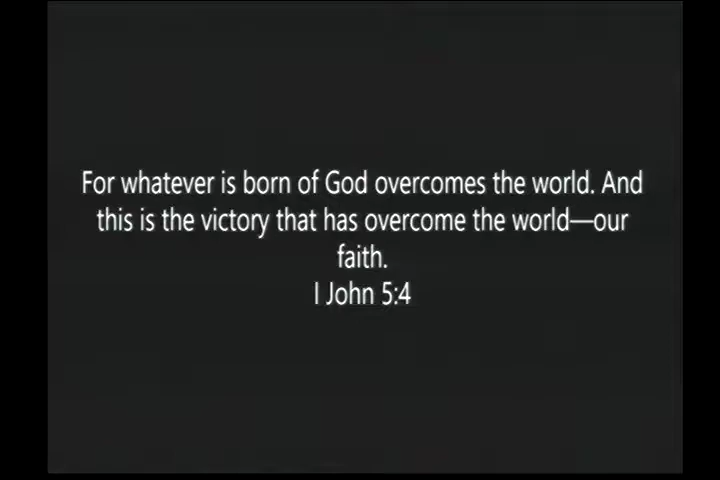 For whatever is born of God overcomes the world. And
this is the victory that has overcome the world—our
faith.
I John 5:4